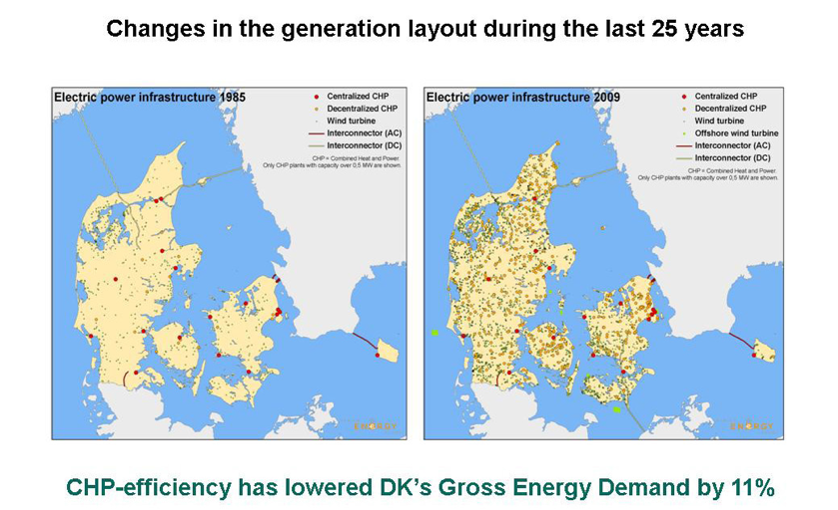 Changes in the generation layout during the last 25 years
Electric power infrastructure 1985
Centralized CHP
Decentralized CHP
Wind turbine
Interconnector (AC)
Interconnector (DC)
CHP = Combined Heat and Power.
Only CHP plants with capacity over 0,5 MW are shown.
ENERGY
Electric power infrastructure 2009
Centralized CHP
Decentralized CHP
Wind turbine
Offshore wind turbine
Interconnector (AC)
Interconnector (DC)
CHP = Combined Heat and Power.
Only CHP plants with capacity over 0,5 MW are shown.
ENERGY
CHP-efficiency has lowered DK's Gross Energy Demand by 11%